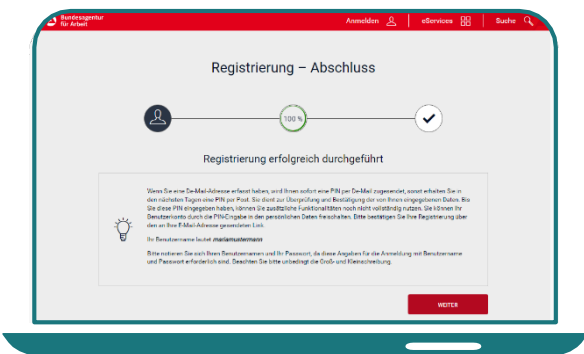 Bundesagentur
für Arbeit
Anmelden
eServices
Suche
Registrierung – Abschluss
100 %
Registrierung erfolgreich durchgeführt
Wenn Sie eine De-Mail-Adresse erfasst haben, wird Ihnen sofort eine PIN per De-Mail zugesendet, sonst erhalten Sie in
den nächsten Tagen eine PIN per Post. Sie dient zur Überprüfung und Bestätigung der von Ihnen eingegebenen Daten. Bis
Sie diese PIN eingegeben haben, können Sie zusätzliche Funktionalitäten noch nicht vollständig nutzen. Sie können Ihr
Benutzerkonto durch die PIN-Eingabe in den persönlichen Daten freischalten. Bitte bestätigen Sie Ihre Registrierung über
den an Ihre E-Mail-Adresse gesendeten Link.
Ihr Benutzername lautet mariamustermann
Bitte notieren Sie sich Ihren Benutzernamen und Ihr Passwort, da diese Angaben für die Anmeldung mit Benutzername
und Passwort erforderlich sind. Beachten Sie bitte unbedingt die Groß- und Kleinschreibung.
WEITER